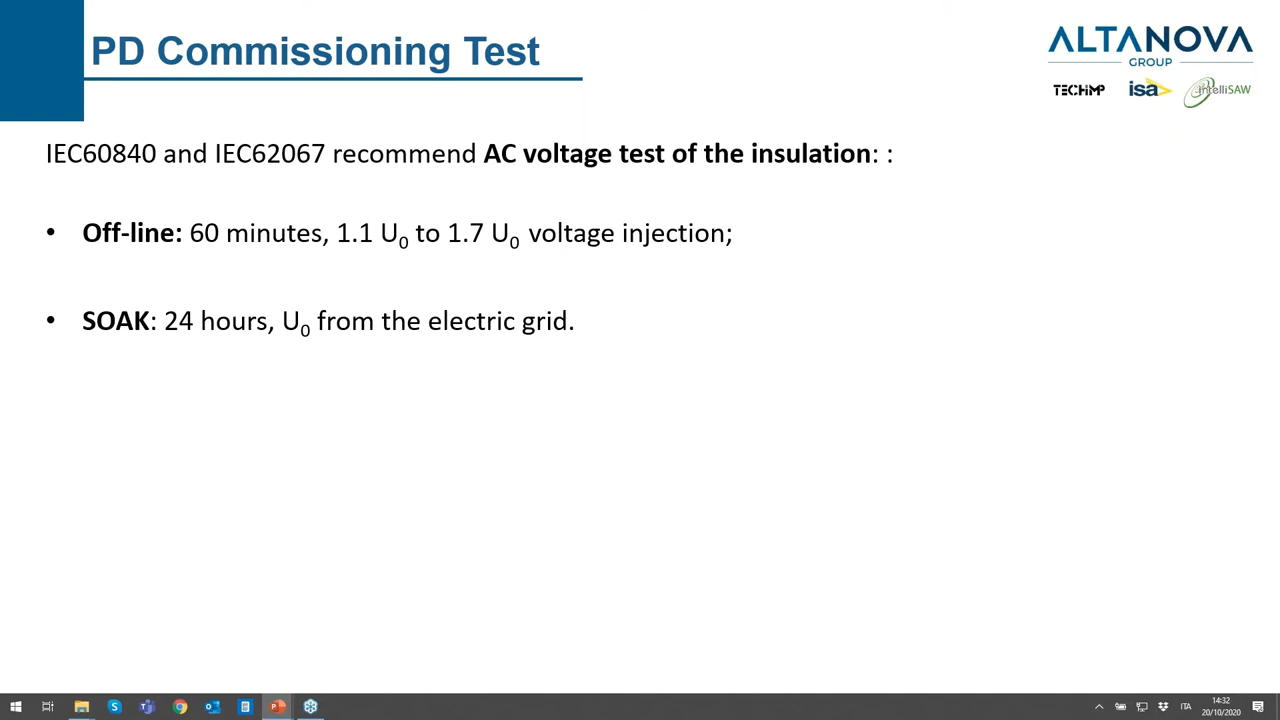 PD Commissioning Test
ALTANOVA
GROUP
TECHIMP
isa
intelliSAW
IEC60840 and IEC62067 recommend AC voltage test of the insulation: :
• Off-line: 60 minutes, 1.1 U0 to 1.7 U0 voltage injection;
• SOAK: 24 hours, U0 from the electric grid.
ITA
14:32
20/10/2020